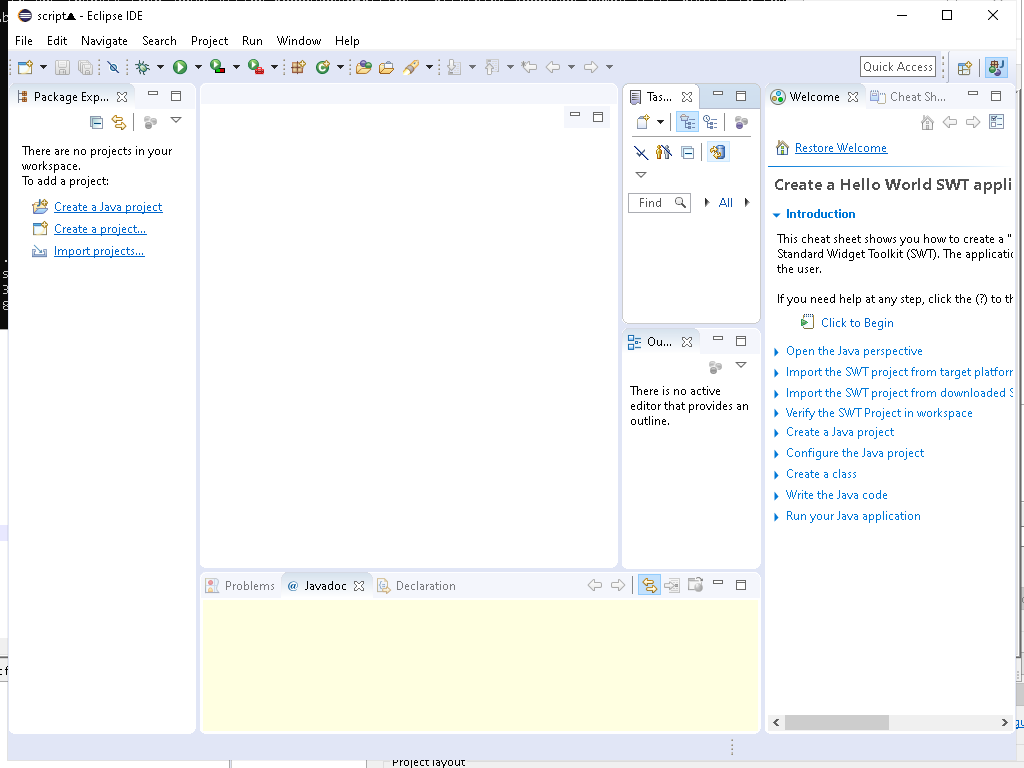 script▲ - Eclipse IDE
File Edit Navigate Search Project Run Window Help
Quick Access
Package Exp...
There are no projects in your
workspace.
To add a project:
Create a Java project
Create a project...
Import projects...
Tas...
Find
All
Ou...
There is no active
editor that provides an
outline.
Welcome
Cheat Sh...
Restore Welcome
Create a Hello World SWT appli
Introduction
This cheat sheet shows you how to create a "
Standard Widget Toolkit (SWT). The applicatio
the user.
If you need help at any step, click the (?) to th
Click to Begin
Open the Java perspective
Import the SWT project from target platform
Import the SWT project from downloaded S
Verify the SWT Project in workspace
Create a Java project
Configure the Java project
Create a class
Write the Java code
Run your Java application
Problems
@ Javadoc
Declaration
Project layout